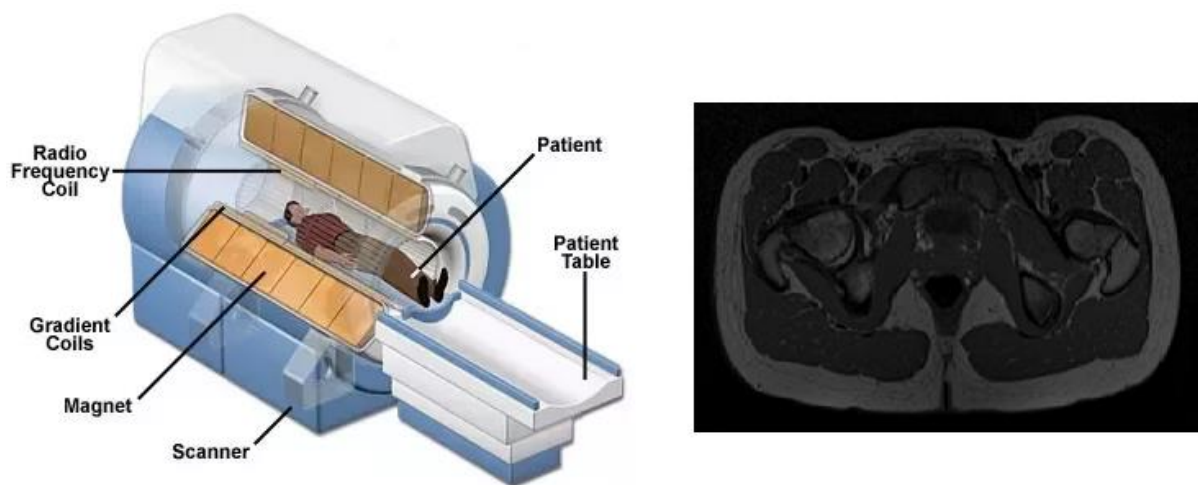 Radio
Frequency
Coil
Patient
Patient
Table
Gradient
Coils
Magnet
Scanner